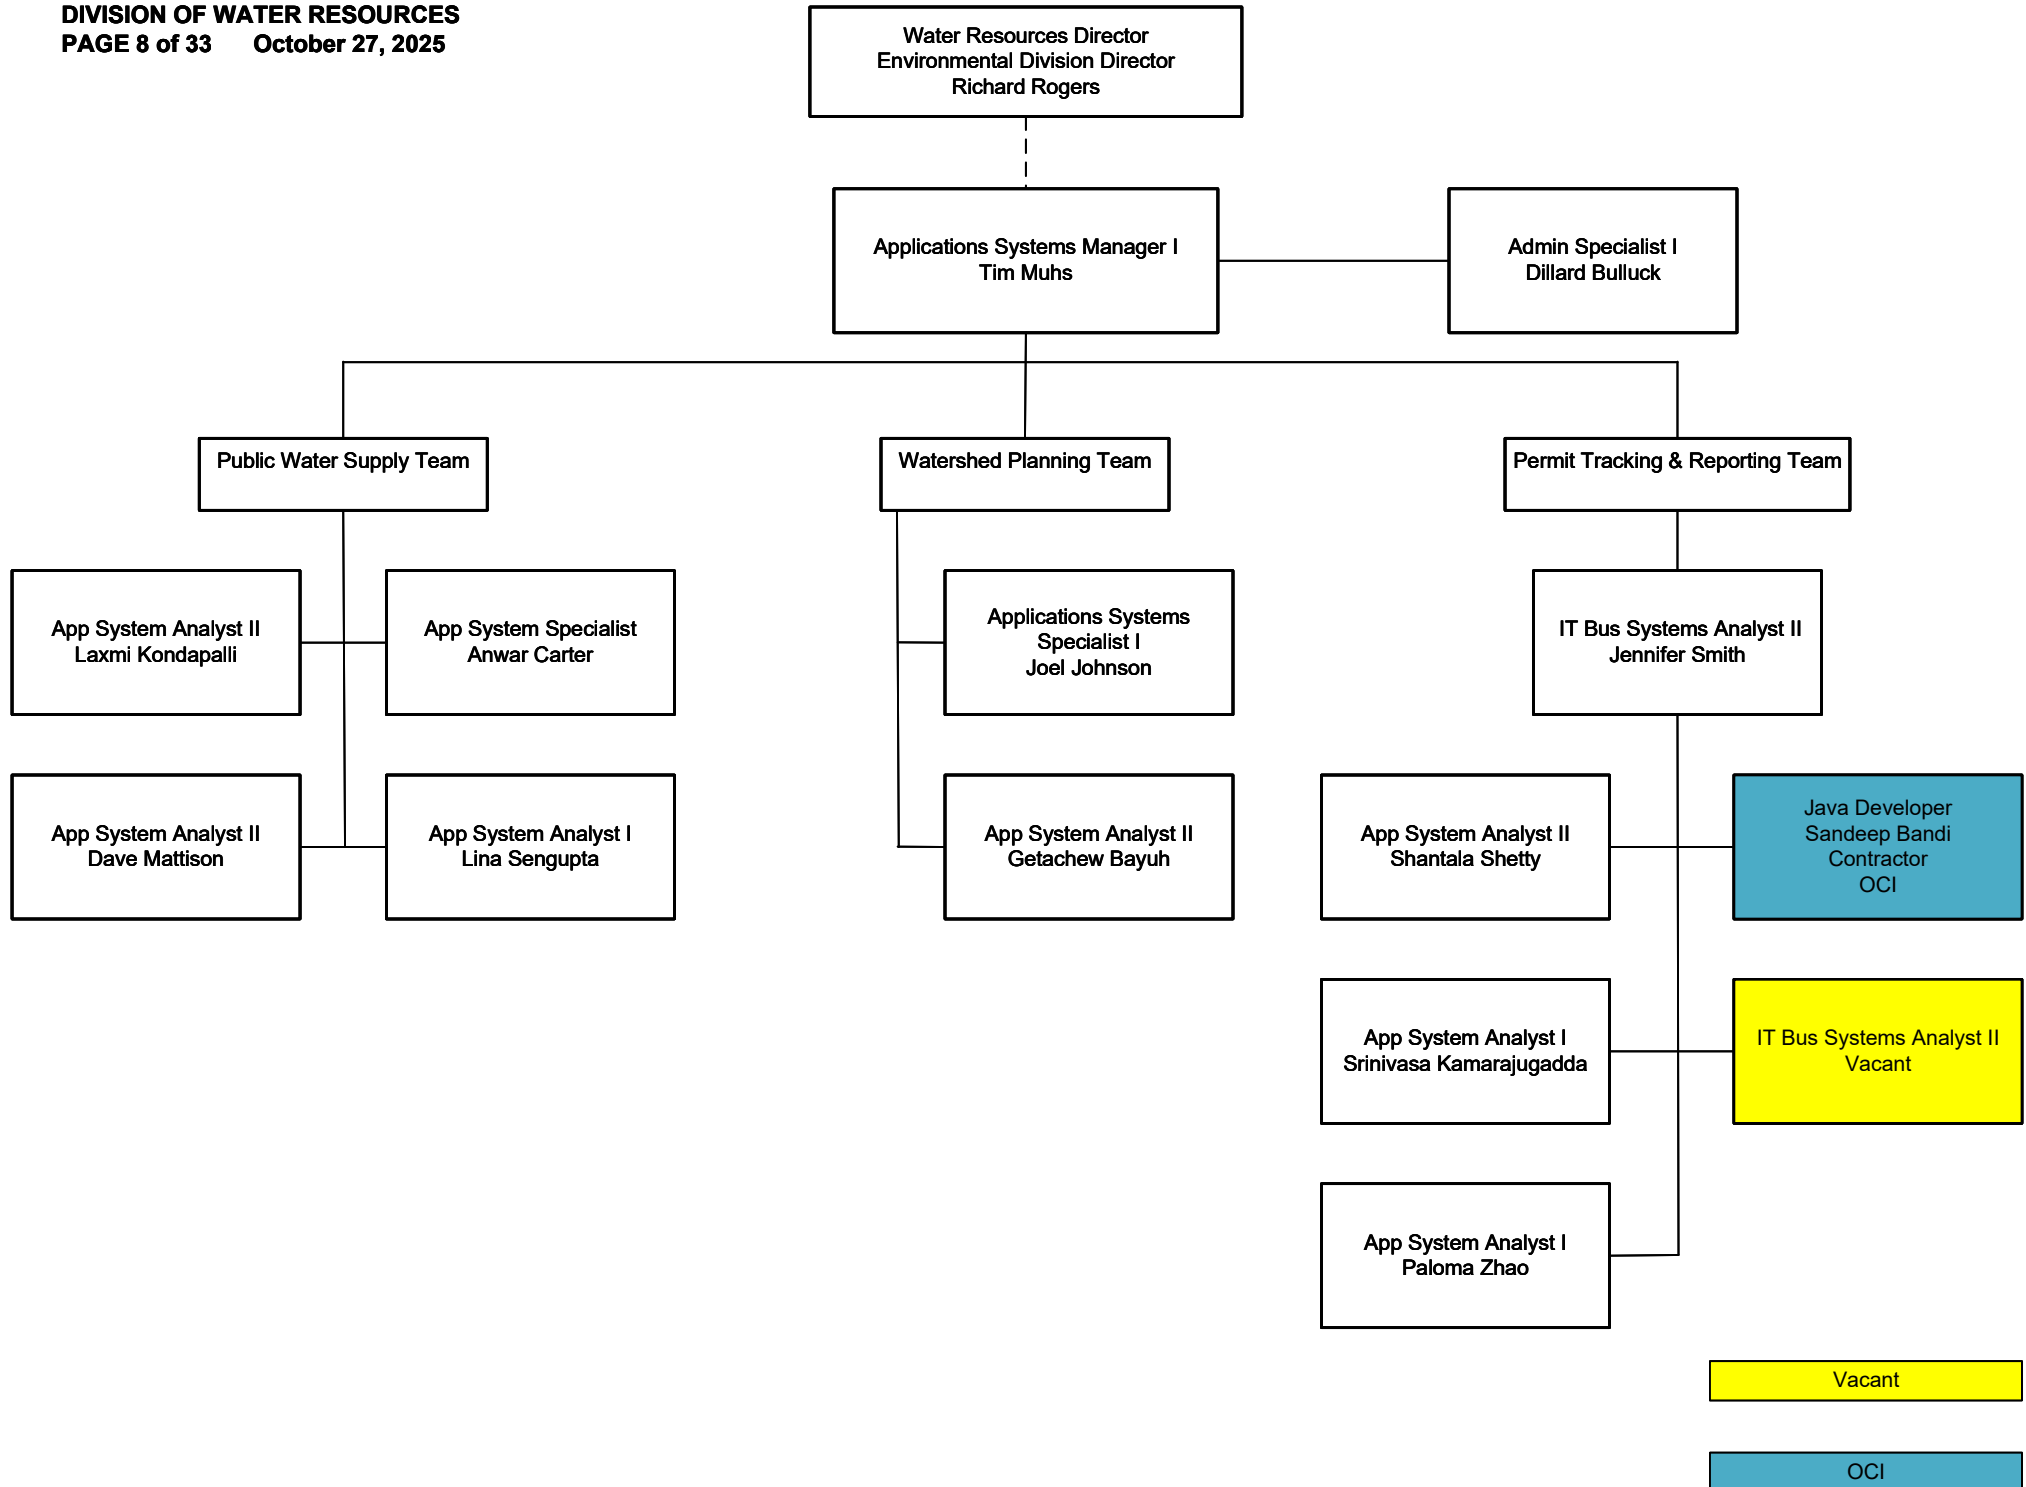 DIVISION OF WATER RESOURCES
PAGE 8 of 33 October 27, 2025
Water Resources Director
Environmental Division Director
Richard Rogers
Applications Systems Manager I
Tim Muhs
Admin Specialist I
Dillard Bulluck
Public Water Supply Team
Watershed Planning Team
Permit Tracking & Reporting Team
App System Analyst II
Laxmi Kondapalli
App System Specialist
Anwar Carter
Applications Systems
Specialist I
Joel Johnson
IT Bus Systems Analyst II
Jennifer Smith
App System Analyst II
Dave Mattison
App System Analyst I
Lina Sengupta
App System Analyst II
Getachew Bayuh
App System Analyst II
Shantala Shetty
Java Developer
Sandeep Bandi
Contractor
OCI
App System Analyst I
Srinivasa Kamarajugadda
IT Bus Systems Analyst II
Vacant
App System Analyst I
Paloma Zhao
Vacant
OCI